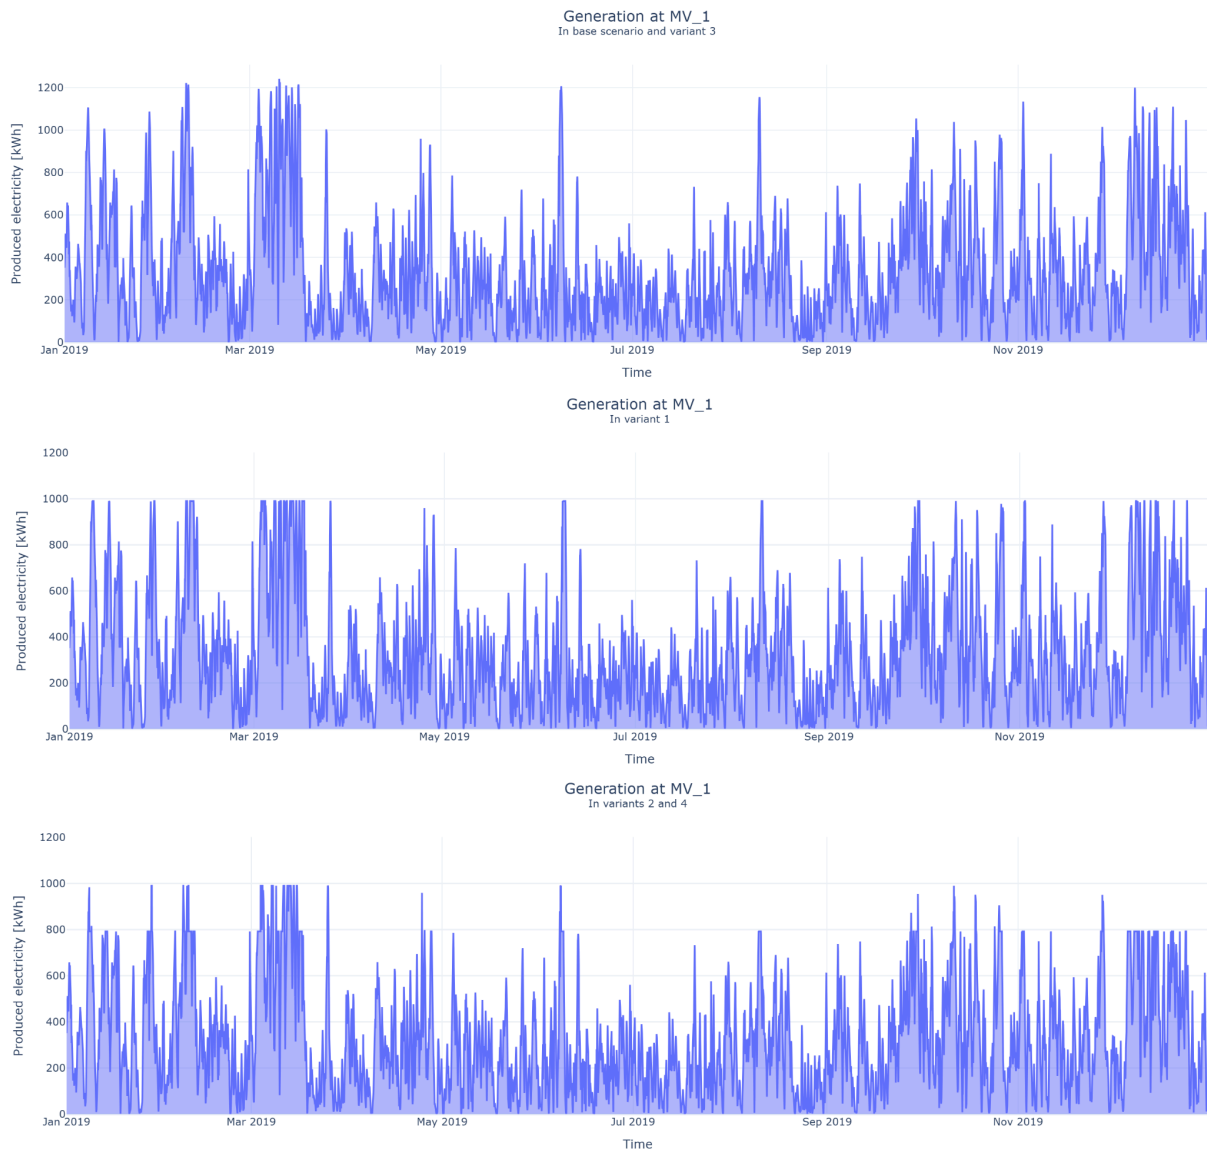 Generation at MV_1
In base scenario and variant 3
Produced electricity [kWh]
1200
1000
800
600
400
200
0
Jan 2019 Mar 2019 May 2019 Jul 2019 Sep 2019 Nov 2019
Time
Generation at MV_1
In variant 1
Produced electricity [kWh]
1200
1000
800
600
400
200
0
Jan 2019 Mar 2019 May 2019 Jul 2019 Sep 2019 Nov 2019
Time
Generation at MV_1
In variants 2 and 4
Produced electricity [kWh]
1200
1000
800
600
400
200
0
Jan 2019 Mar 2019 May 2019 Jul 2019 Sep 2019 Nov 2019
Time